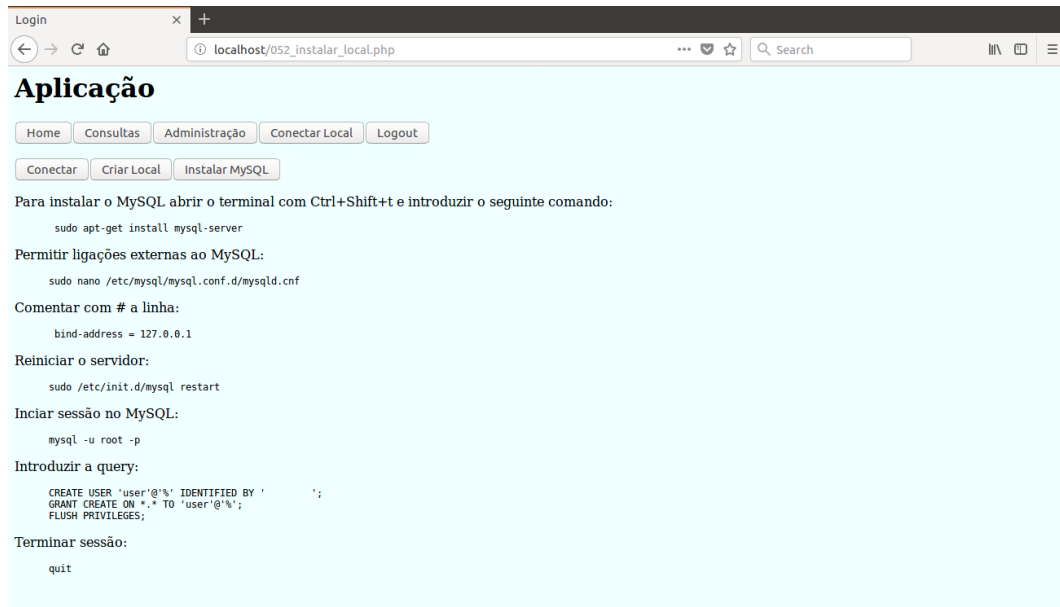 Login
localhost/052_instalar_local.php
Search
Aplicação
Home Consultas Administração Conectar Local Logout
Conectar Criar Local Instalar MySQL
Para instalar o MySQL abrir o terminal com Ctrl+Shift+t e introduzir o seguinte comando:
sudo apt-get install mysql-server
Permitir ligações externas ao MySQL:
sudo nano /etc/mysql/mysql.conf.d/mysqld.cnf
Comentar com # a linha:
bind-address = 127.0.0.1
Reiniciar o servidor:
sudo /etc/init.d/mysql restart
Inciar sessão no MySQL:
mysql -u root -p
Introduzir a query:
CREATE USER 'user'@'%' IDENTIFIED BY '        ';
GRANT CREATE ON *.* TO 'user'@'%';
FLUSH PRIVILEGES;
Terminar sessão:
quit